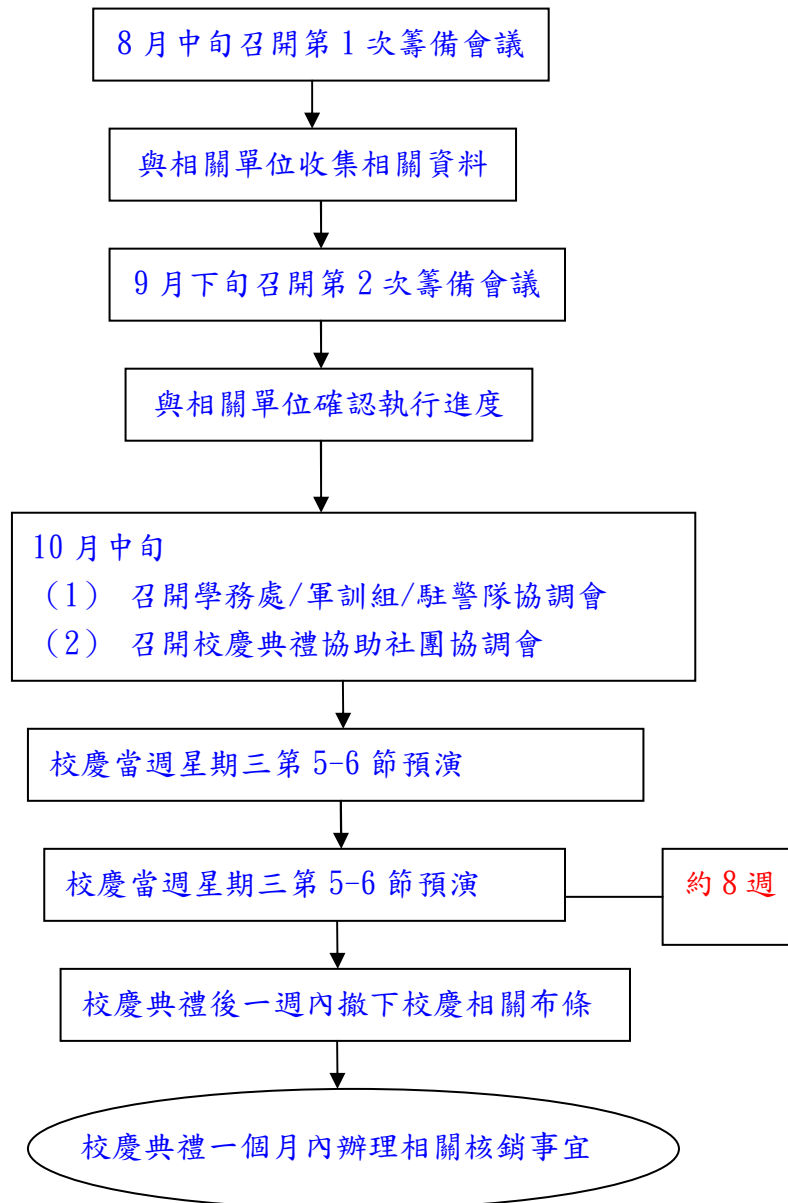 8月中旬召開第1次籌備會議
與相關單位收集相關資料
9月下旬召開第2次籌備會議
與相關單位確認執行進度
10月中旬
（1） 召開學務處/軍訓組/駐警隊協調會
（2） 召開校慶典禮協助社團協調會
校慶當週星期三第5-6節預演
校慶當週星期三第5-6節預演
約8週
校慶典禮後一週內撤下校慶相關布條
校慶典禮一個月內辦理相關核銷事宜